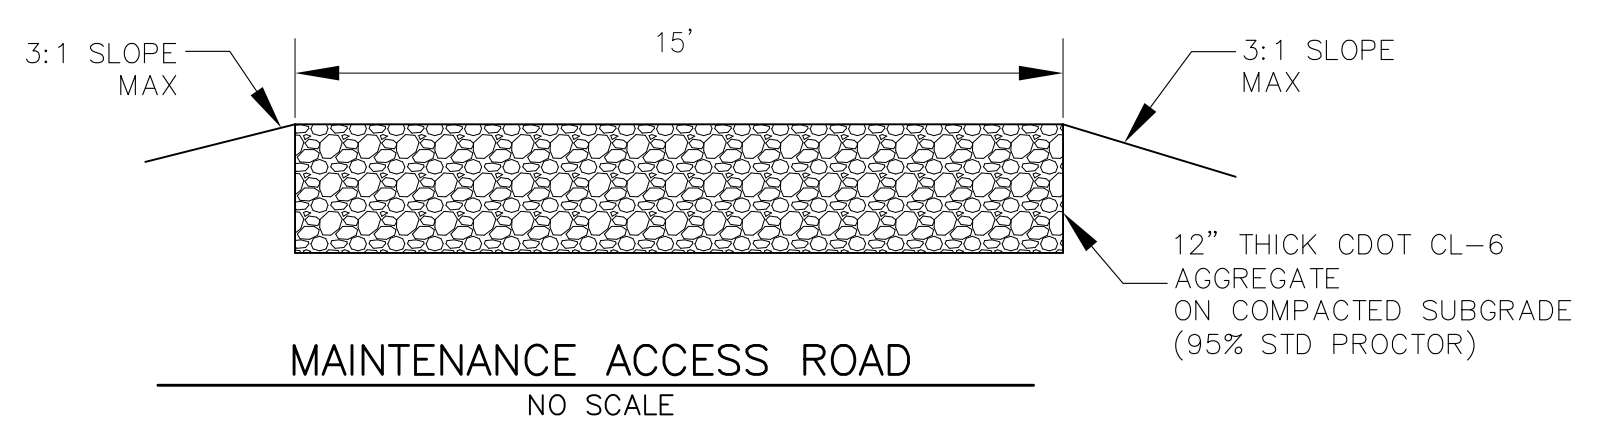 3:1 SLOPE
MAX
15'
3:1 SLOPE
MAX
12" THICK CDOT CL-6
AGGREGATE
ON COMPACTED SUBGRADE
(95% STD PROCTOR)
MAINTENANCE ACCESS ROAD
NO SCALE